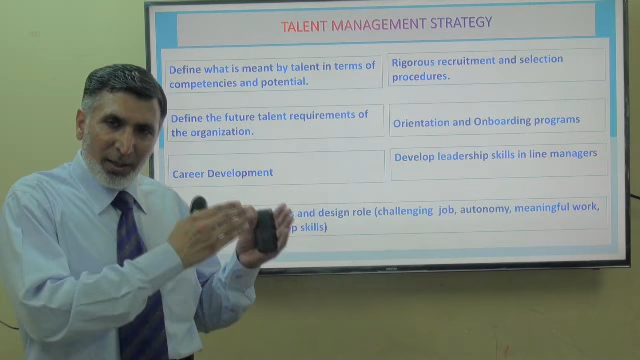 TALENT MANAGEMENT STRATEGY
Define what is meant by talent in terms of
competencies and potential.
Rigorous recruitment and selection
procedures.
Define the future talent requirements of
the organization.
Orientation and Onboarding programs
Career Development
Develop leadership skills in line managers
and design role (challenging job, autonomy, meaningful work,
skills)